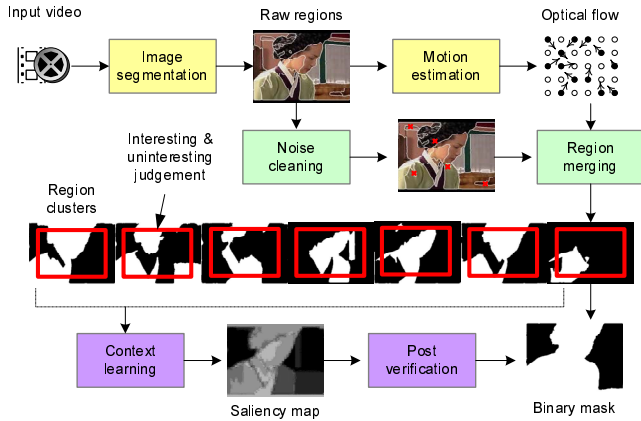 Input video
Raw regions
Optical flow
Image
segmentation
Motion
estimation
Interesting &
uninteresting
judgement
Noise
cleaning
Region
merging
Region
clusters
Context
learning
Post
verification
Saliency map
Binary mask